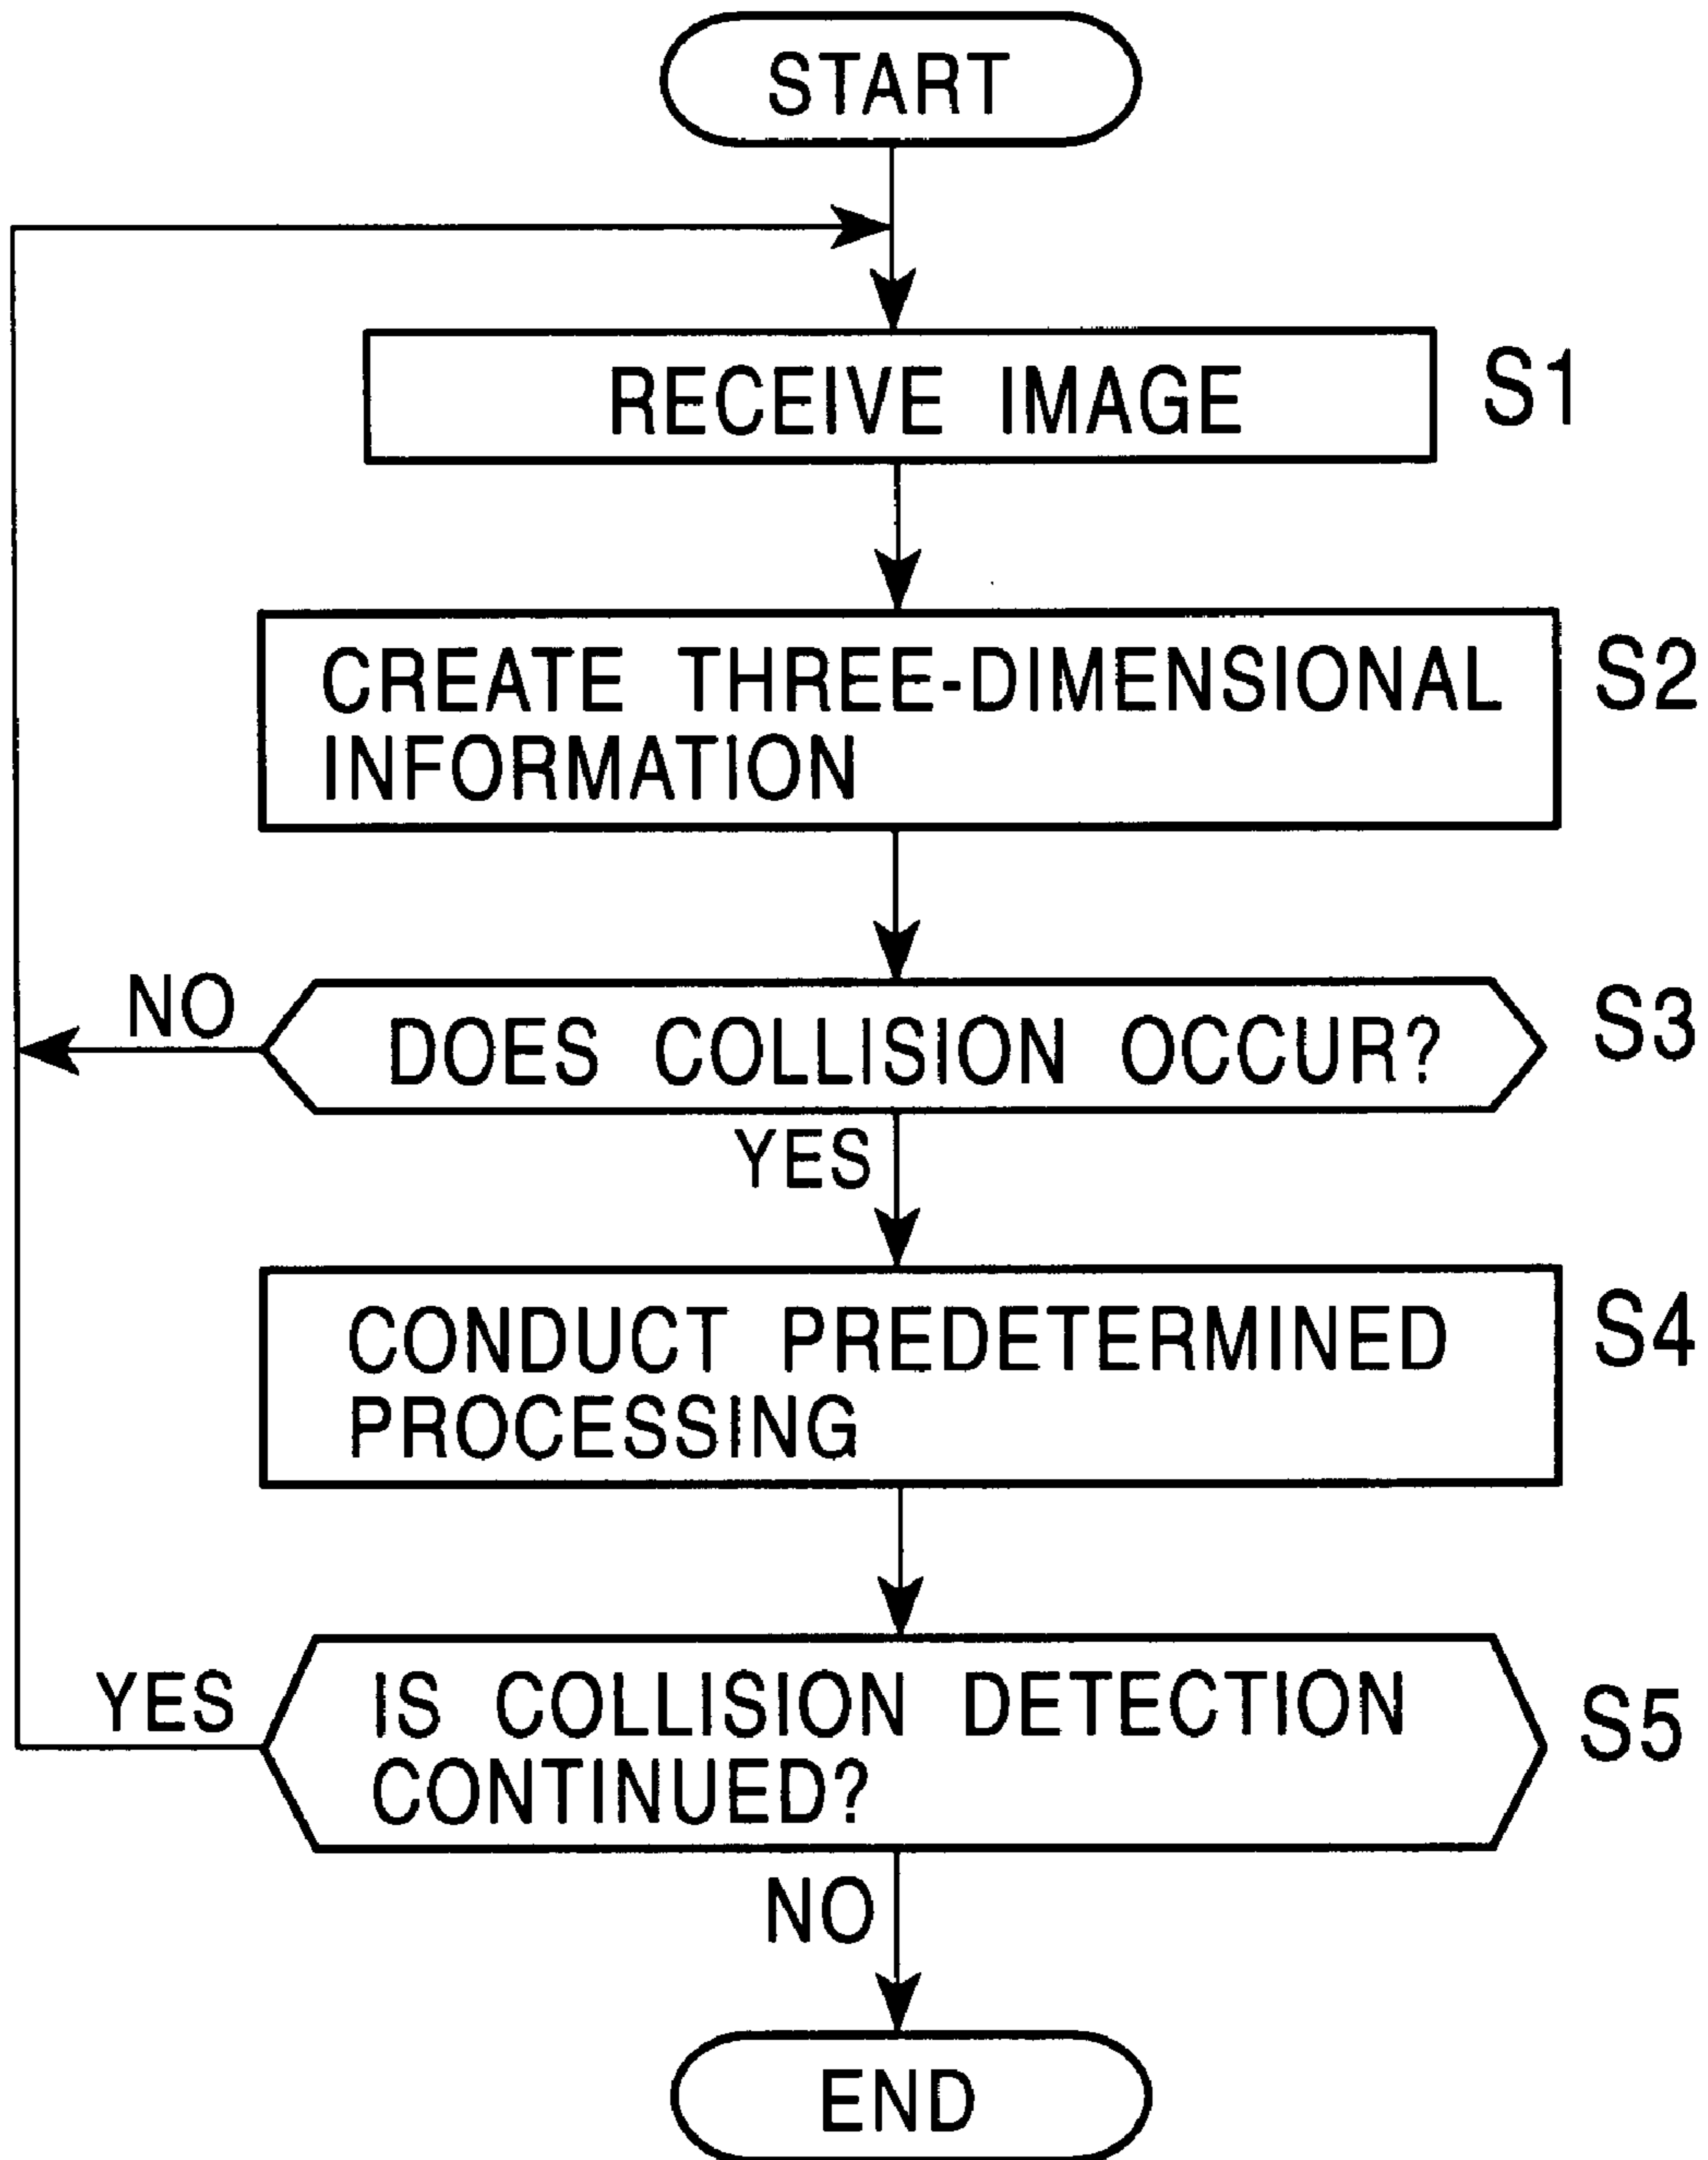 START
RECEIVE IMAGE
S1
CREATE THREE-DIMENSIONAL
INFORMATION
S2
NO
DOES COLLISION OCCUR?
S3
YES
CONDUCT PREDETERMINED
PROCESSING
S4
YES
IS COLLISION DETECTION
CONTINUED?
S5
NO
END